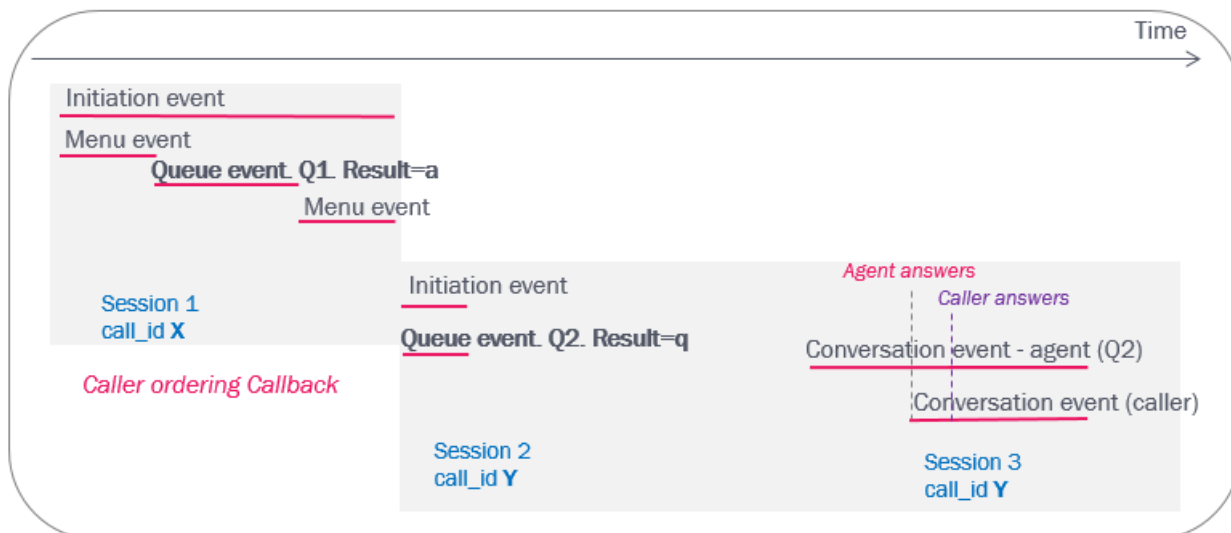 Time
Initiation event
Menu event
Queue event. Q1. Result=a
Menu event
Session 1
call_id X
Caller ordering Callback
Initiation event
Queue event. Q2. Result=q
Session 2
call_id Y
Agent answers
Caller answers
Conversation event - agent (Q2)
Conversation event (caller)
Session 3
call_id Y